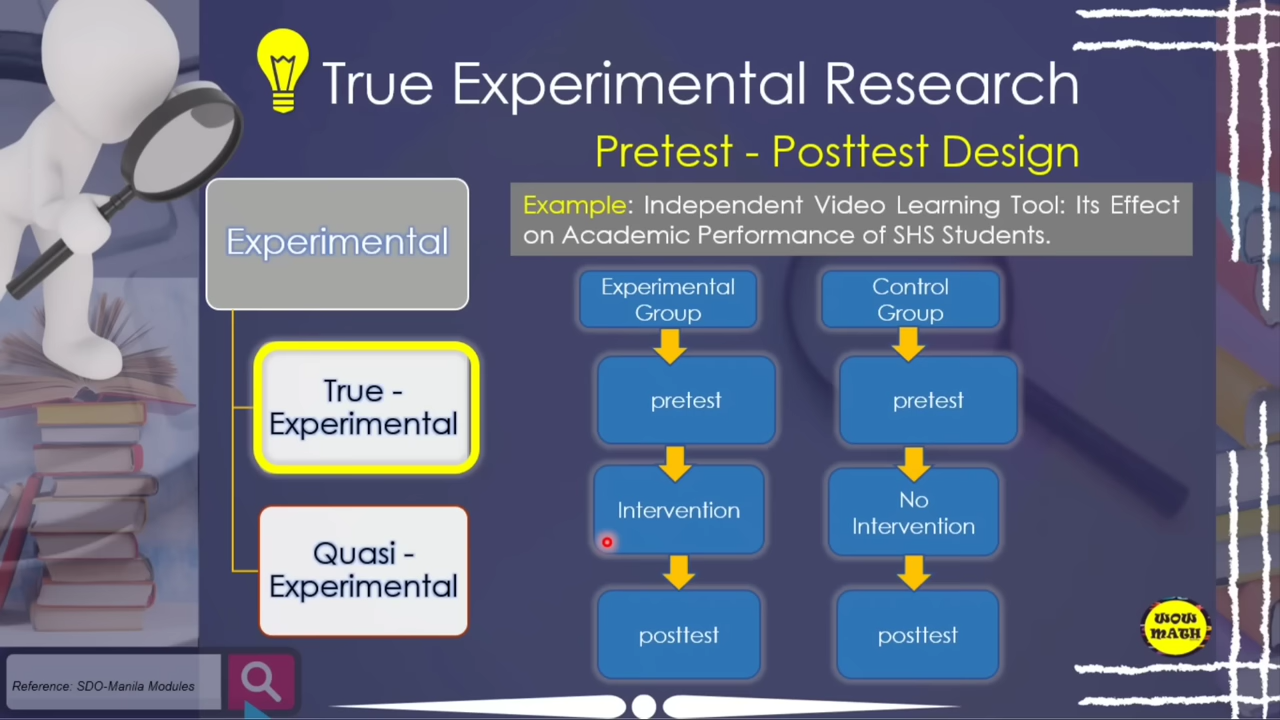 True Experimental Research
Pretest - Posttest Design
Example: Independent Video Learning Tool: Its Effect
on Academic Performance of SHS Students.
Experimental
True -
Experimental
Quasi -
Experimental
Experimental
Group
pretest
Intervention
posttest
Control
Group
pretest
No
Intervention
posttest
WOW
MATH
Reference: SDO-Manila Modules